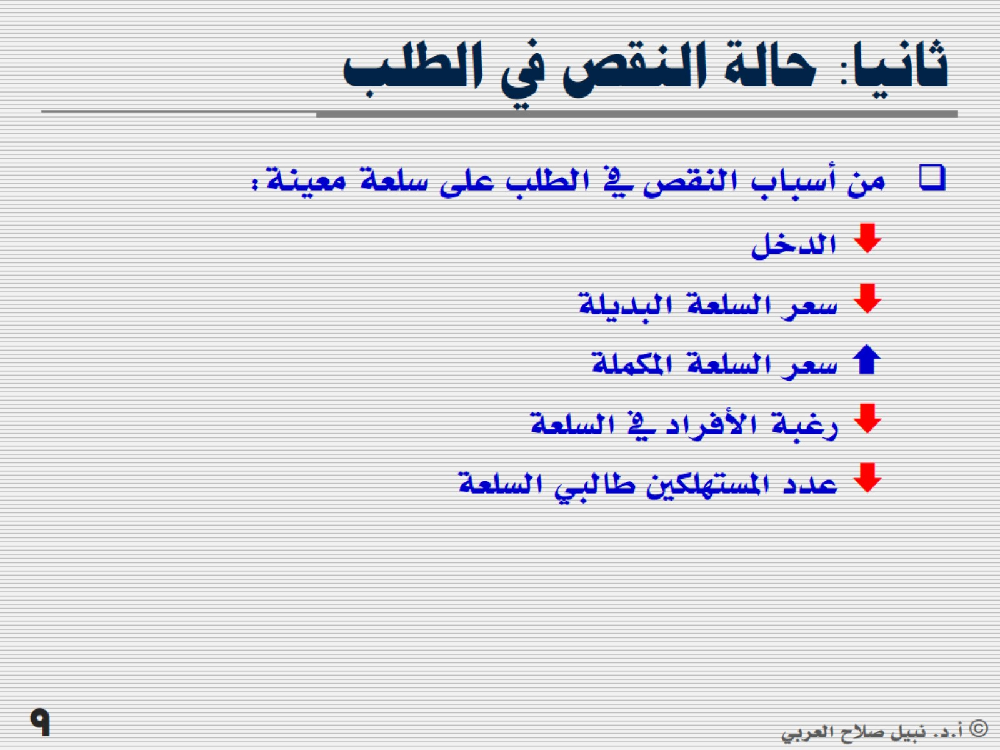 ثانيا: حالة النقص في الطلب
❑ من أسباب النقص في الطلب على سلعة معينة:
⬇ الدخل
⬇ سعر السلعة البديلة
⬆ سعر السلعة المكملة
⬇ رغبة الأفراد في السلعة
⬇ عدد المستهلكين طالبي السلعة
© أ.د. نبيل صلاح العربي
٩